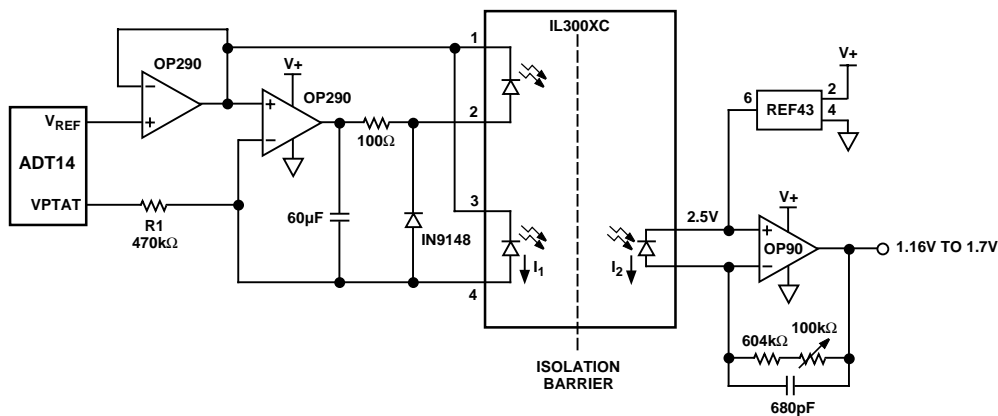 IL300XC
OP290
V+
OP290
1
2
3
4
VREF
ADT14
VPTAT
+
−
+
−
100Ω
60µF
IN9148
R1
470kΩ
I1
I2
ISOLATION
BARRIER
V+
6
REF43
2
4
2.5V
V+
+
−
OP90
1.16V TO 1.7V
604kΩ
100kΩ
680pF